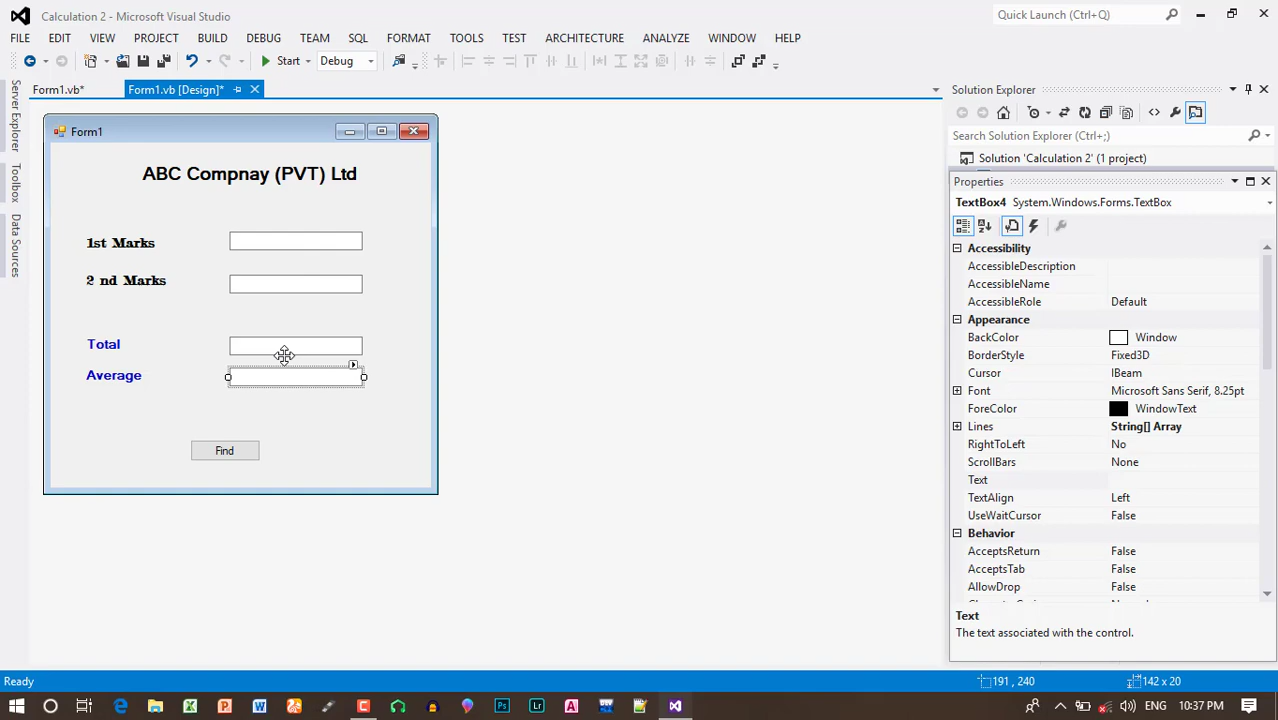 Calculation 2 - Microsoft Visual Studio
Quick Launch (Ctrl+Q)
FILE EDIT VIEW PROJECT BUILD DEBUG TEAM SQL FORMAT TOOLS TEST ARCHITECTURE ANALYZE WINDOW HELP
Start Debug
Server Explorer
Toolbox
Data Sources
Form1.vb*
Form1.vb [Design]*
Form1
ABC Compnay (PVT) Ltd
1st Marks
2 nd Marks
Total
Average
Find
Solution Explorer
Search Solution Explorer (Ctrl+;)
Solution 'Calculation 2' (1 project)
Properties
TextBox4 System.Windows.Forms.TextBox
Accessibility
AccessibleDescription
AccessibleName
AccessibleRole Default
Appearance
BackColor Window
BorderStyle Fixed3D
Cursor IBeam
Font Microsoft Sans Serif, 8.25pt
ForeColor WindowText
Lines String[] Array
RightToLeft No
ScrollBars None
Text
TextAlign Left
UseWaitCursor False
Behavior
AcceptsReturn False
AcceptsTab False
AllowDrop False
Text
The text associated with the control.
Ready
191 , 240
142 x 20
ENG
10:37 PM